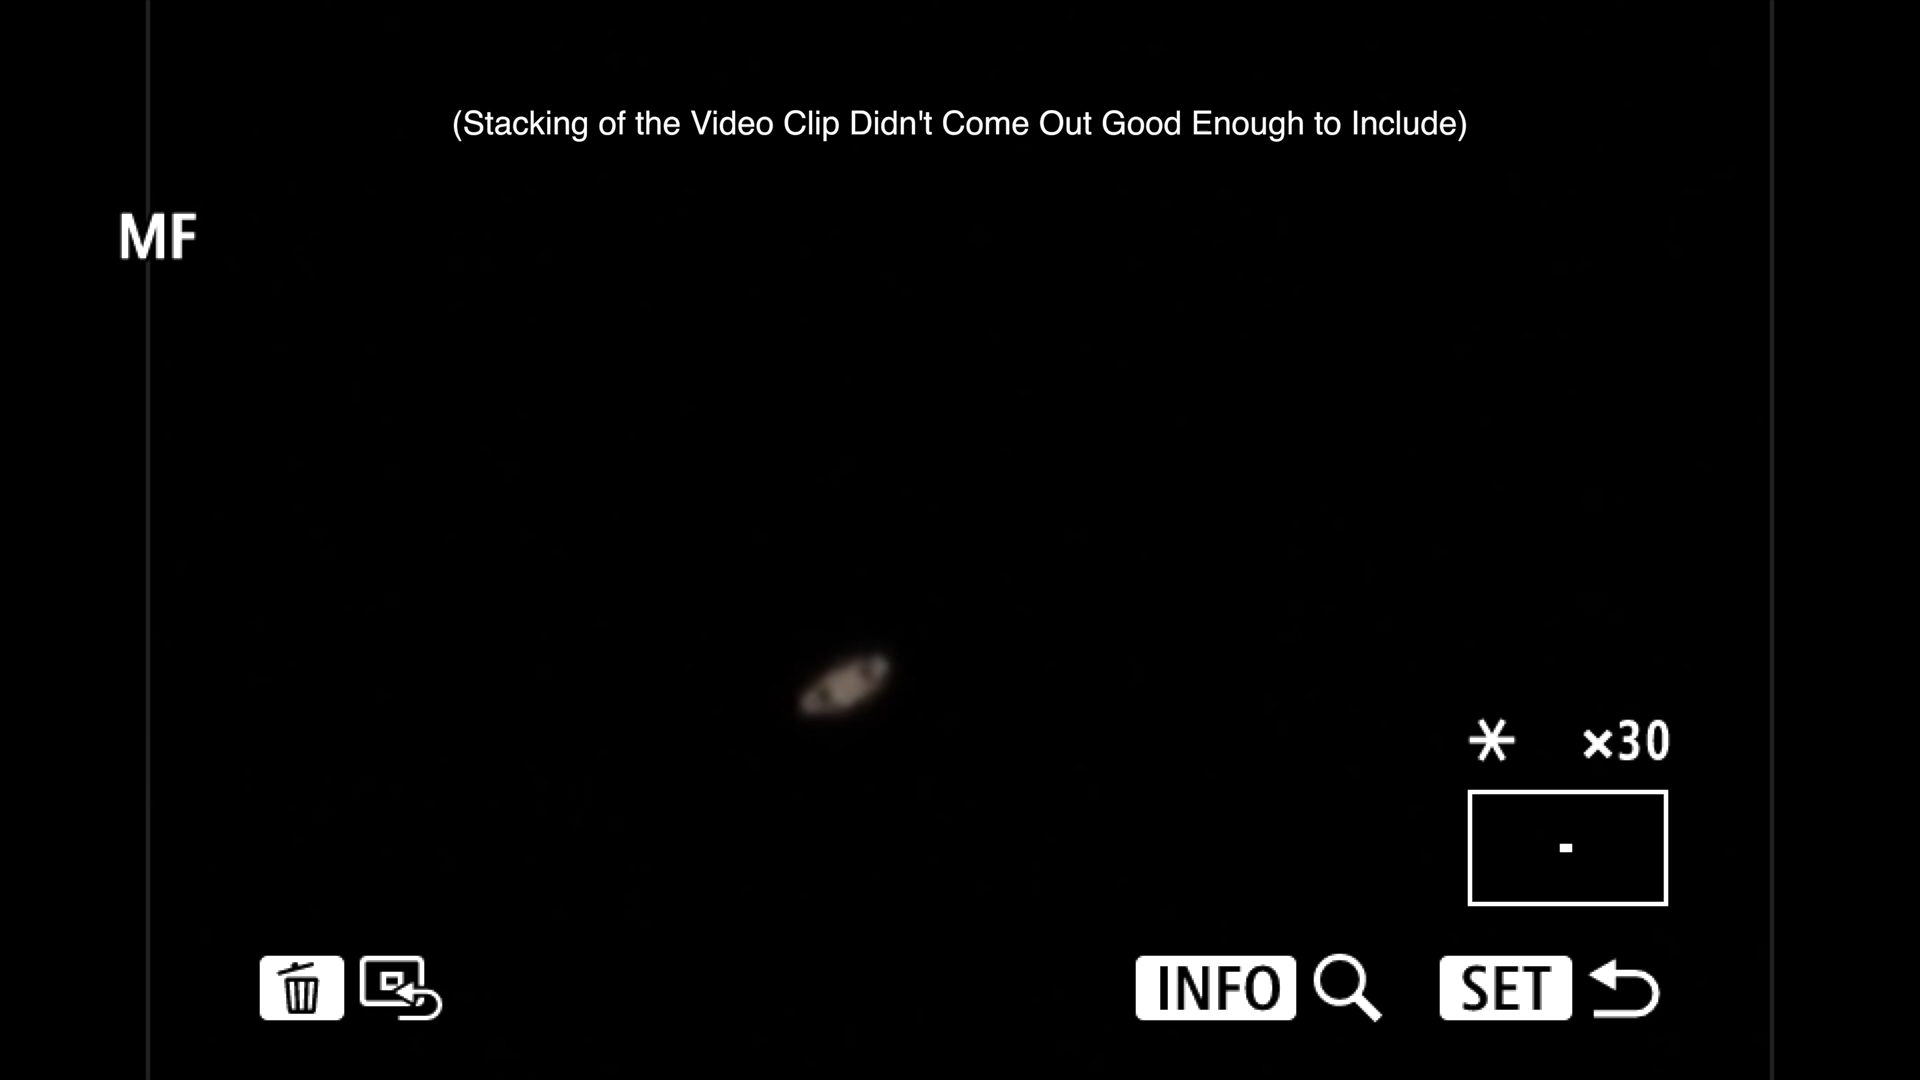 (Stacking of the Video Clip Didn't Come Out Good Enough to Include)
MF
×30
INFO
SET